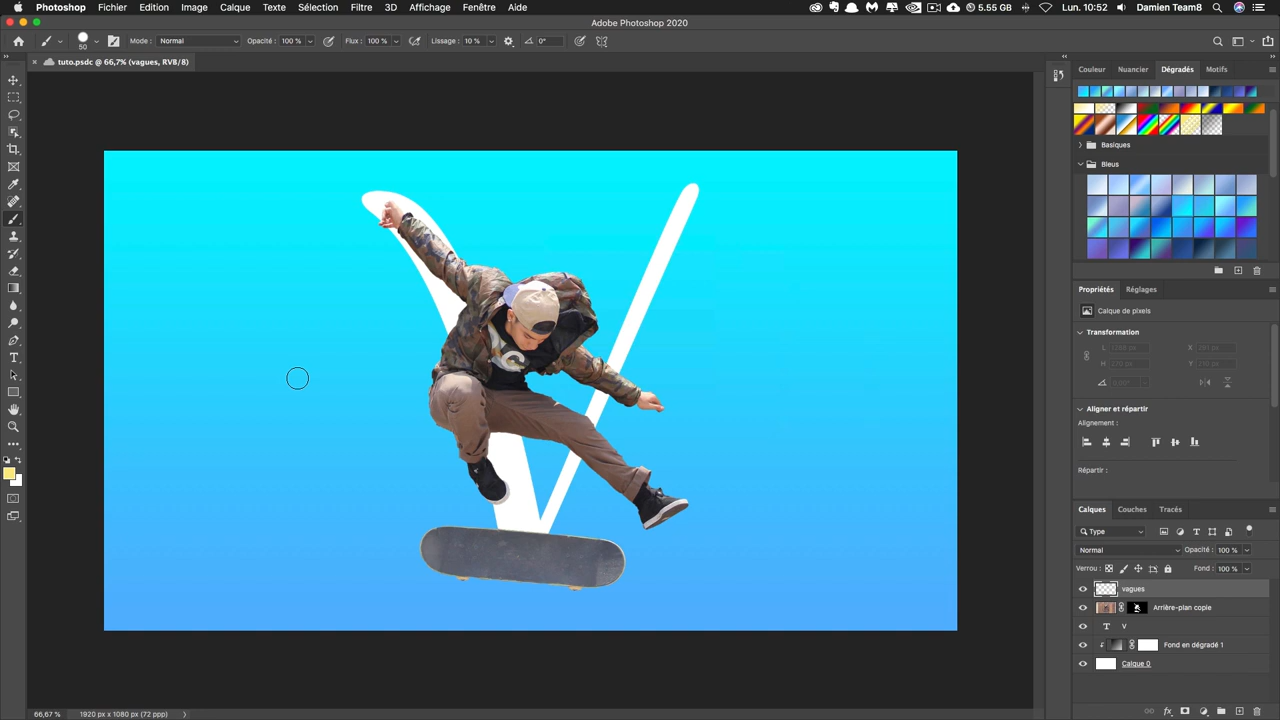 Photoshop Fichier Edition Image Calque Texte Sélection Filtre 3D Affichage Fenêtre Aide 5.55 GB Lun. 10:52 Damien Team8
Adobe Photoshop 2020
50 Mode : Normal Opacité : 100 % Flux : 100 % Lissage : 10 % 0°
tuto.psdc @ 66,7% (vagues, RVB/8)
Couleur Nuancier Dégradés Motifs
Basiques
Bleus
Propriétés Réglages
Calque de pixels
Transformation
L H X Y
Aligner et répartir
Alignement :
Répartir :
Calques Couches Tracés
Type
Normal Opacité : 100 %
Verrou : Fond : 100 %
vagues
Arrière-plan copie
T V
Fond en dégradé 1
Calque 0
66,67 % 1920 px x 1080 px (72 ppp)
V
C